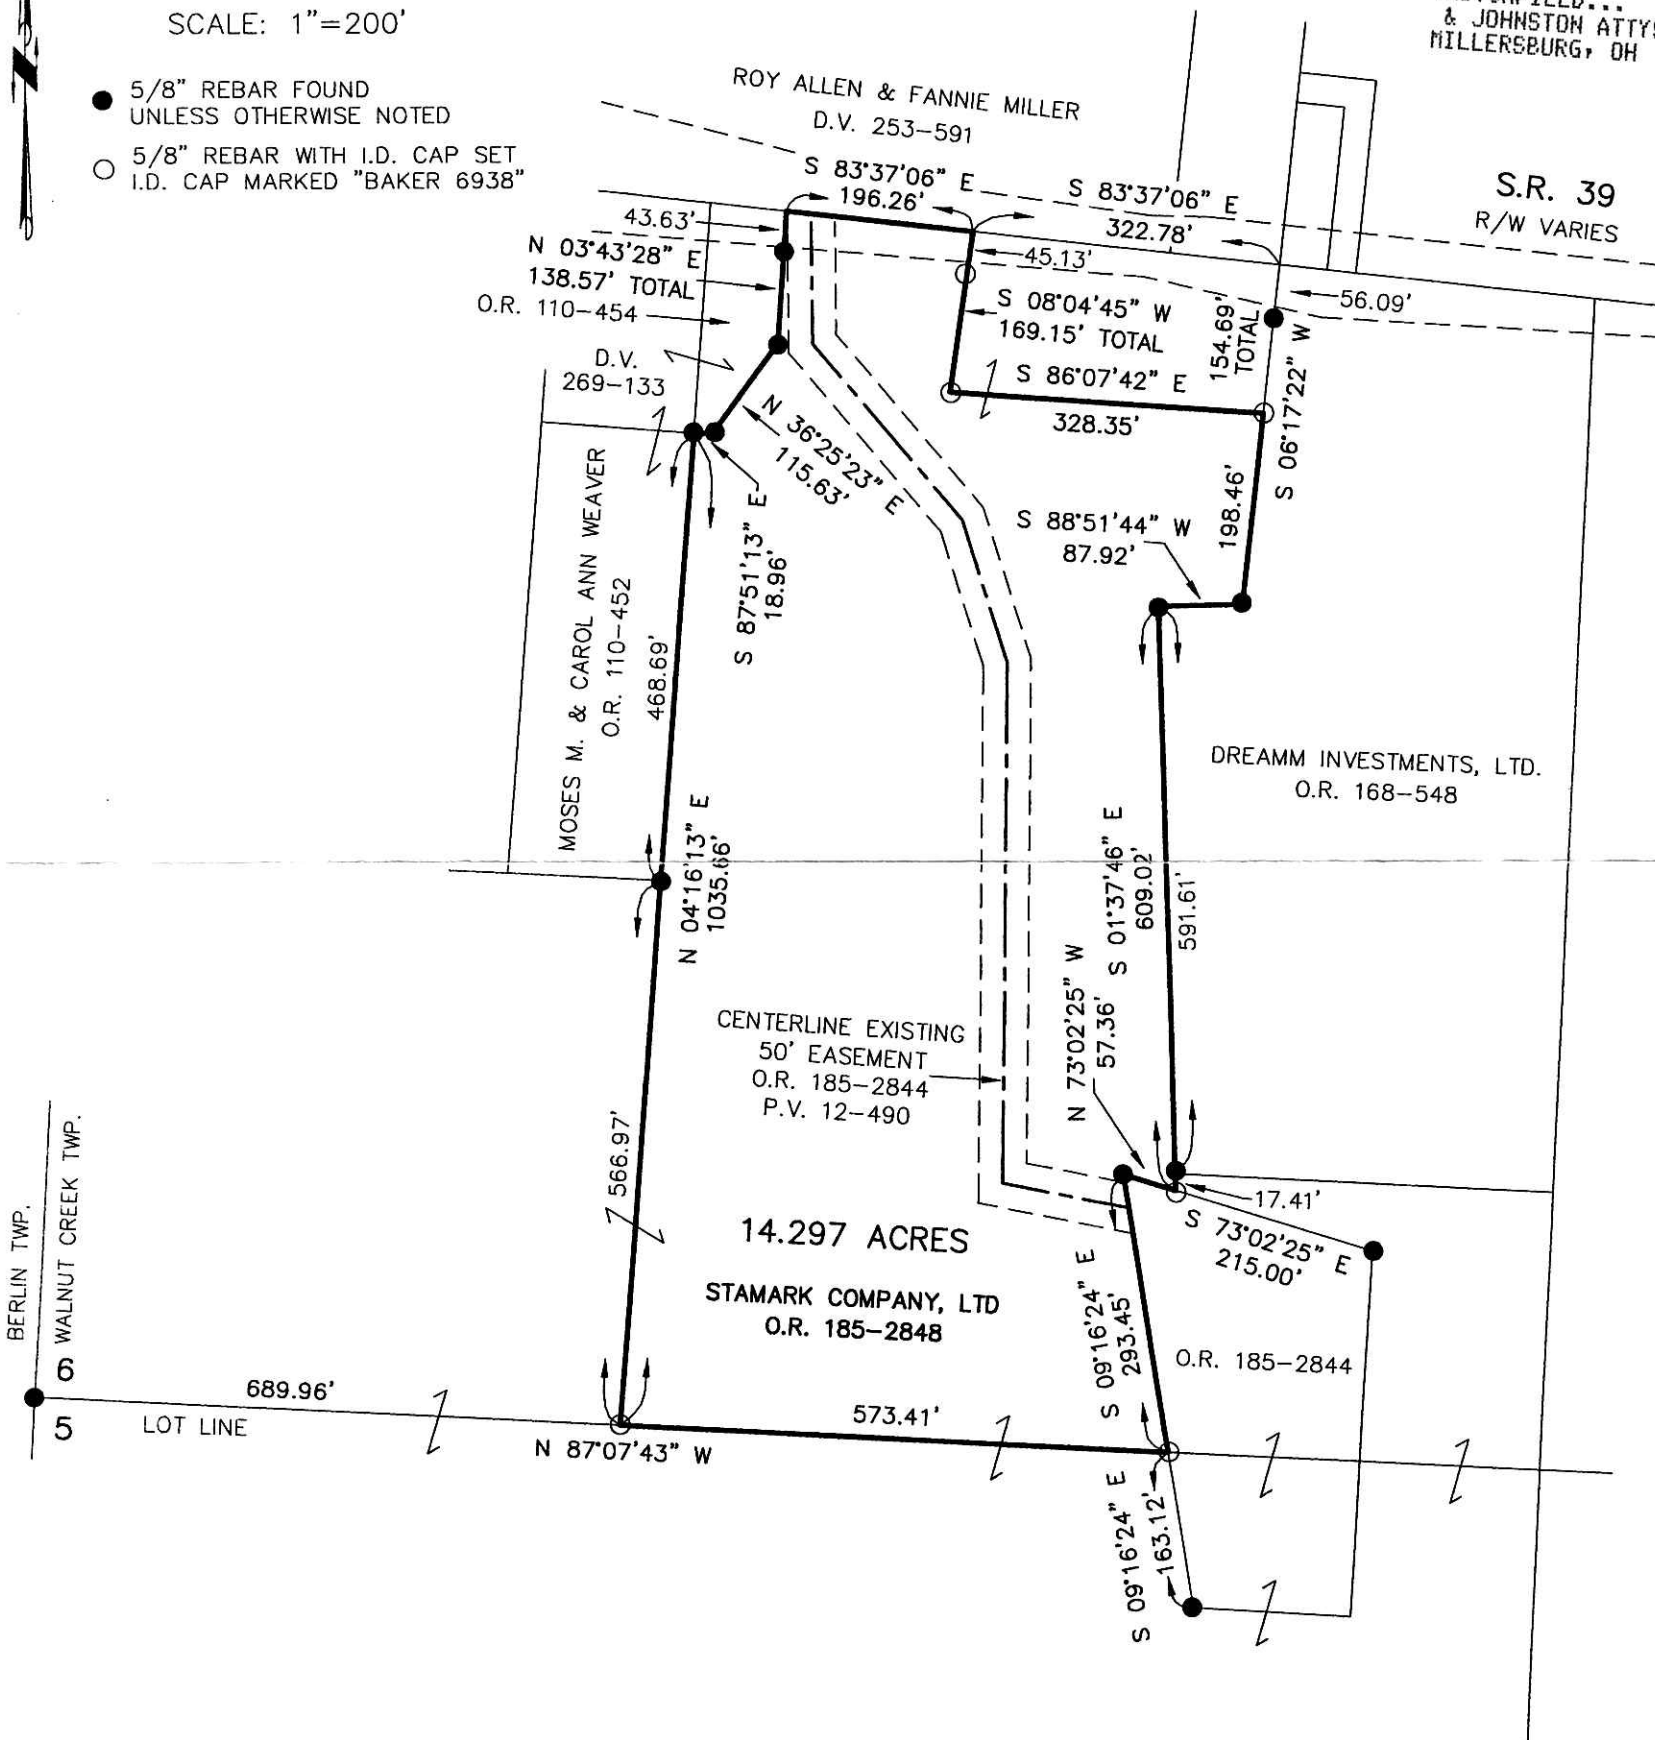 & JOHNSTON ATTYS
MILLERSBURG, OH
SCALE: 1"=200'
5/8" REBAR FOUND
UNLESS OTHERWISE NOTED
5/8" REBAR WITH I.D. CAP SET
I.D. CAP MARKED "BAKER 6938"
ROY ALLEN & FANNIE MILLER
D.V. 253-591
S 83°37'06" E
196.26'
S 83°37'06" E
322.78'
S.R. 39
R/W VARIES
43.63'
N 03°43'28" E
138.57' TOTAL
O.R. 110-454
45.13'
S 08°04'45" W
169.15' TOTAL
154.69'
TOTAL
56.09'
D.V.
269-133
S 86°07'42" E
328.35'
S 06°17'22" W
198.46'
N 36°25'23" E
115.63'
S 87°51'13" E
18.96'
S 88°51'44" W
87.92'
MOSES M. & CAROL ANN WEAVER
O.R. 110-452
468.69'
DREAMM INVESTMENTS, LTD.
O.R. 168-548
N 04°16'13" E
1035.66'
S 01°37'46" E
609.02'
591.61'
CENTERLINE EXISTING
50' EASEMENT
O.R. 185-2844
P.V. 12-490
N 73°02'25" W
57.36'
566.97'
17.41'
S 73°02'25" E
215.00'
14.297 ACRES
STAMARK COMPANY, LTD
O.R. 185-2848
S 09°16'24" E
293.45'
O.R. 185-2844
BERLIN TWP.
WALNUT CREEK TWP.
6
5
689.96'
LOT LINE
573.41'
N 87°07'43" W
S 09°16'24" E
163.12'